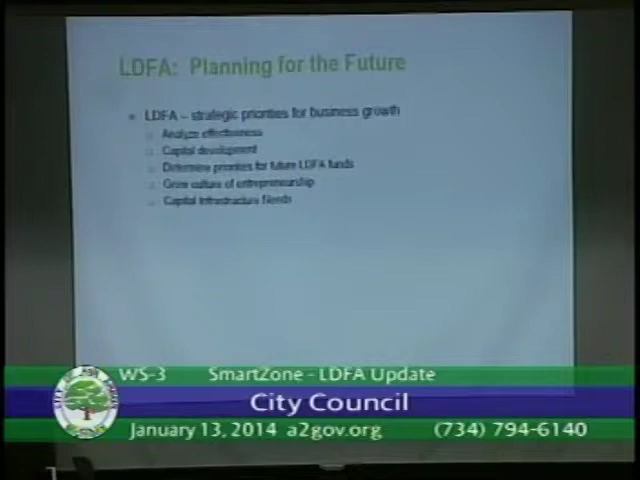 LDFA: Planning for the Future
LDFA – strategic priorities for business growth
Analyze effectiveness
Capital development
Determine priorities for future LDFA funds
Grow culture of entrepreneurship
Capital Infrastructure Needs
WS-3 SmartZone - LDFA Update
City Council
January 13, 2014 a2gov.org (734) 794-6140